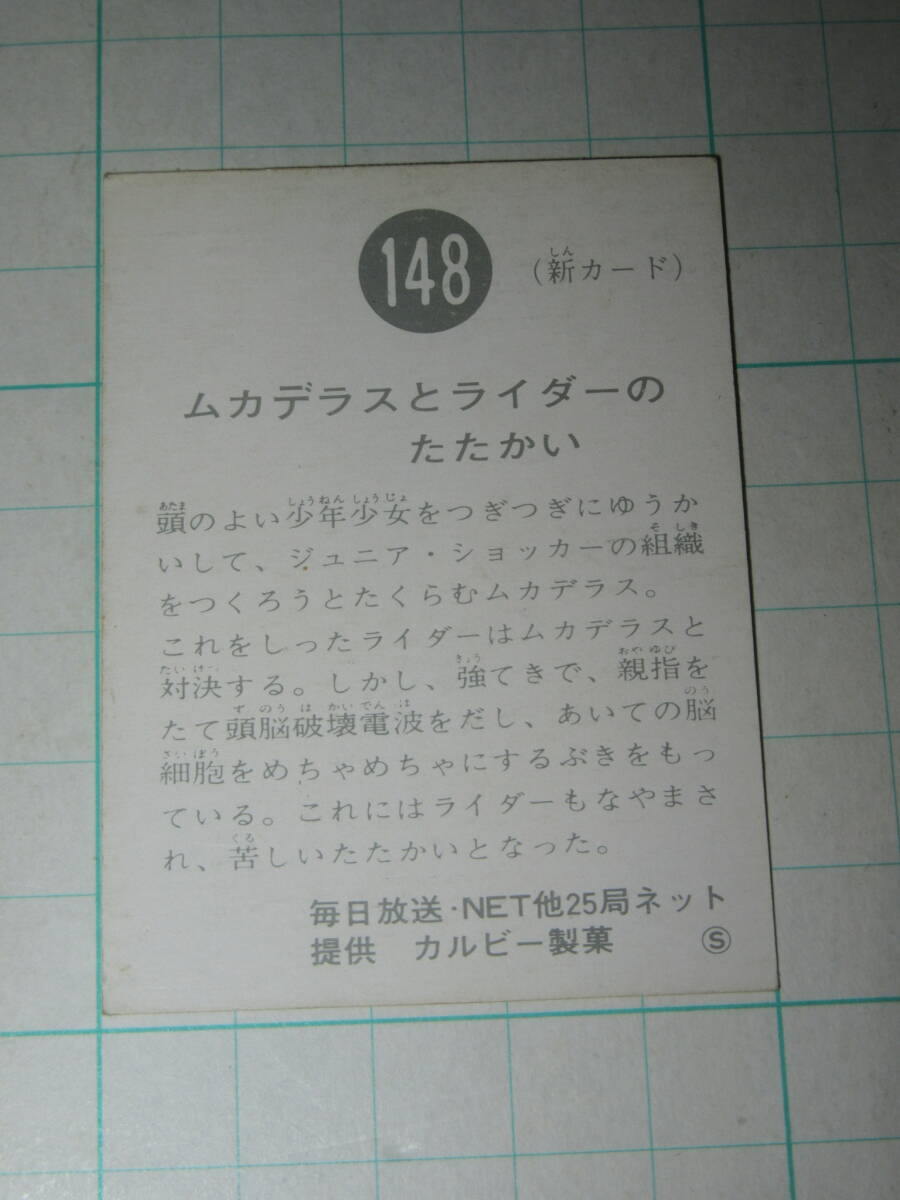 148 (新カード)
ムカデラスとライダーの
たたかい
頭のよい少年少女をつぎつぎにゆうか
いして、ジュニア・ショッカーの組織
をつくろうとたくらむムカデラス。
これをしったライダーはムカデラスと
対決する。しかし、強てきで、親指を
たて頭脳破壊電波をだし、あいての脳
細胞をめちゃめちゃにするぶきをもっ
ている。これにはライダーもなやまさ
れ、苦しいたたかいとなった。
毎日放送・NET他25局ネット
提供 カルビー製菓 Ⓢ